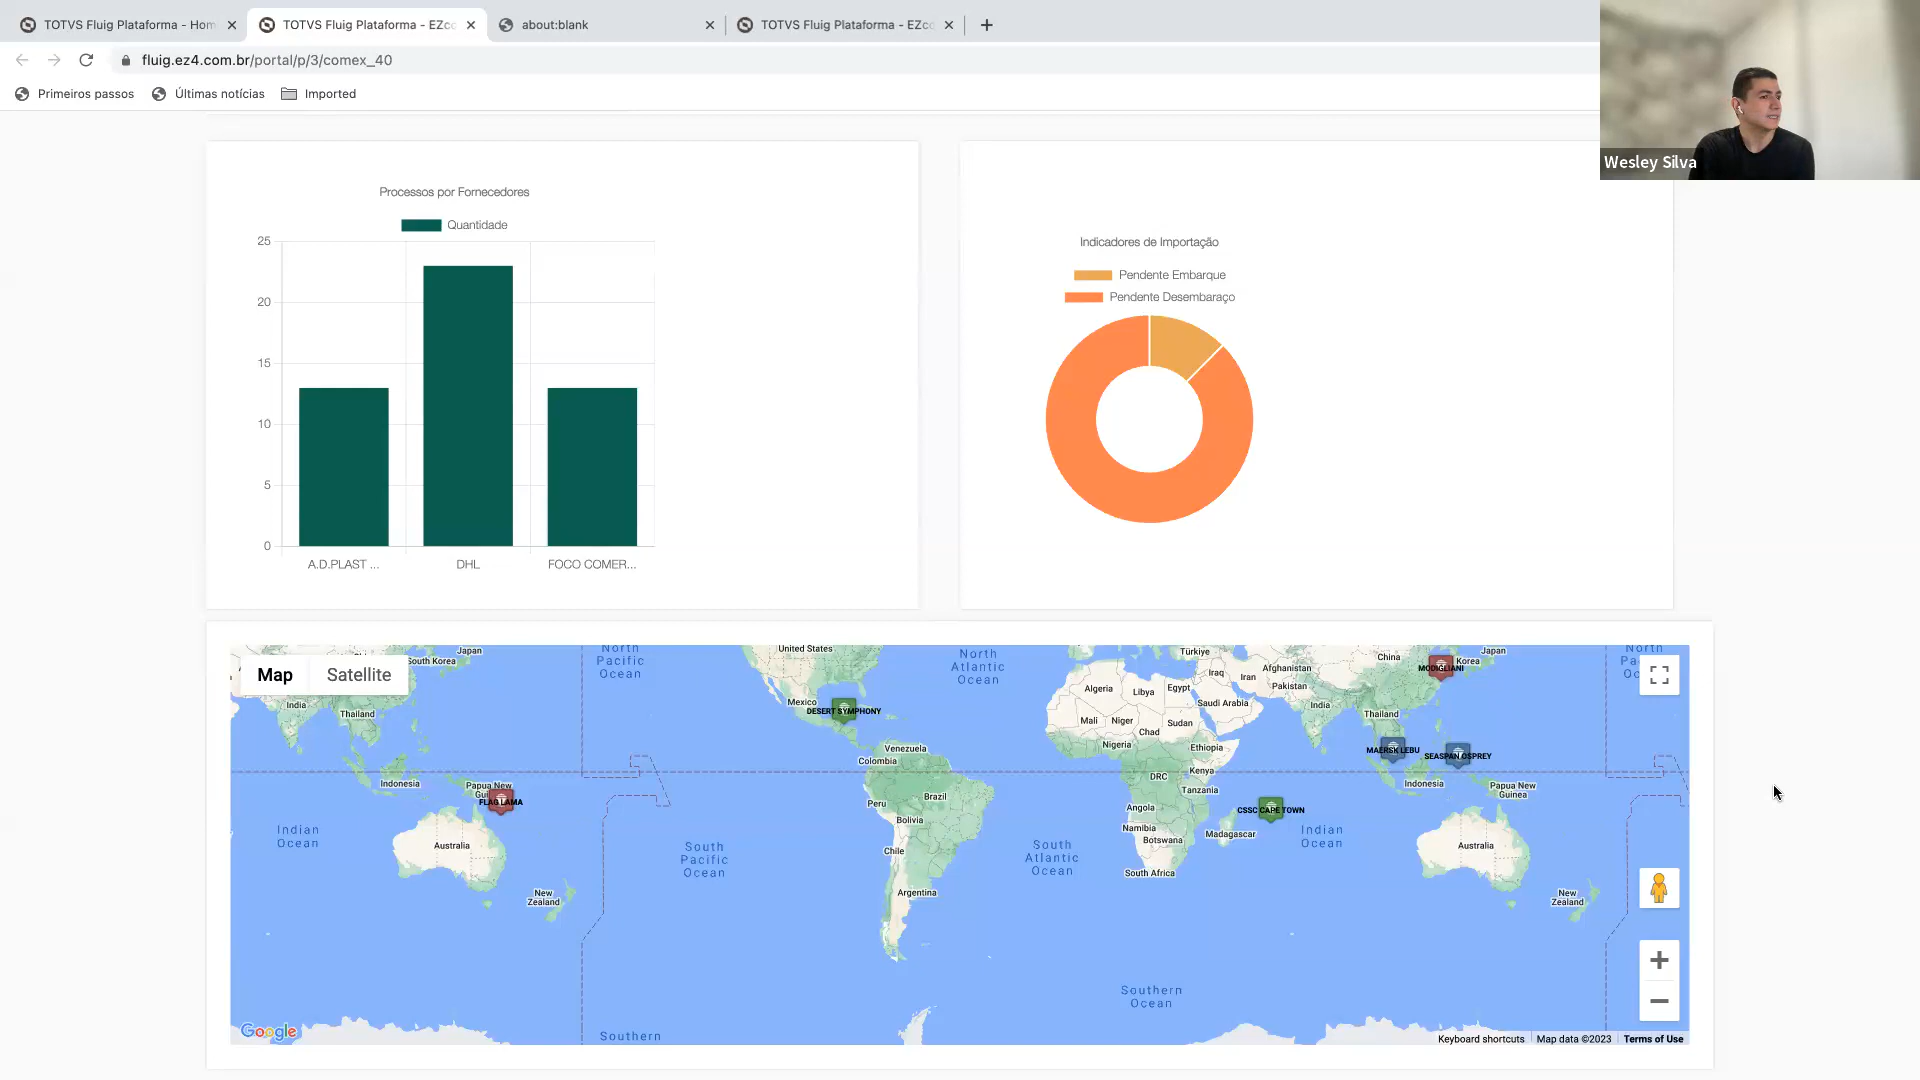 TOTVS Fluig Plataforma - Hom
TOTVS Fluig Plataforma - EZco
about:blank
TOTVS Fluig Plataforma - EZco
fluig.ez4.com.br/portal/p/3/comex_40
Primeiros passos
Últimas notícias
Imported
Wesley Silva
Processos por Fornecedores
Quantidade
25
20
15
10
5
0
A.D.PLAST ...
DHL
FOCO COMER...
Indicadores de Importação
Pendente Embarque
Pendente Desembaraço
Map
Satellite
Japan
South Korea
India
Thailand
Indonesia
Papua New
FLAG LAMA
Indian
Ocean
Australia
New
Zealand
North
Pacific
Ocean
South
Pacific
Ocean
Southern
United States
Mexico
DESERT SYMPHONY
Venezuela
Colombia
Peru
Brazil
Bolivia
Chile
Argentina
North
Atlantic
Ocean
South
Atlantic
Ocean
Southern
Ocean
Türkiye
Iraq
Iran
Afghanistan
Pakistan
Algeria
Libya
Egypt
Saudi Arabia
Mali
Niger
Sudan
Chad
Nigeria
Ethiopia
DRC
Kenya
Tanzania
Angola
Namibia
Botswana
Madagascar
South Africa
CSSC CAPE TOWN
Indian
Ocean
India
China
MODIGLIANI
Korea
Japan
Thailand
MAERSK LEBU
SEASPAN OSPREY
Indonesia
Papua New
Guinea
Australia
New
Zealand
Google
Keyboard shortcuts
Map data ©2023
Terms of Use